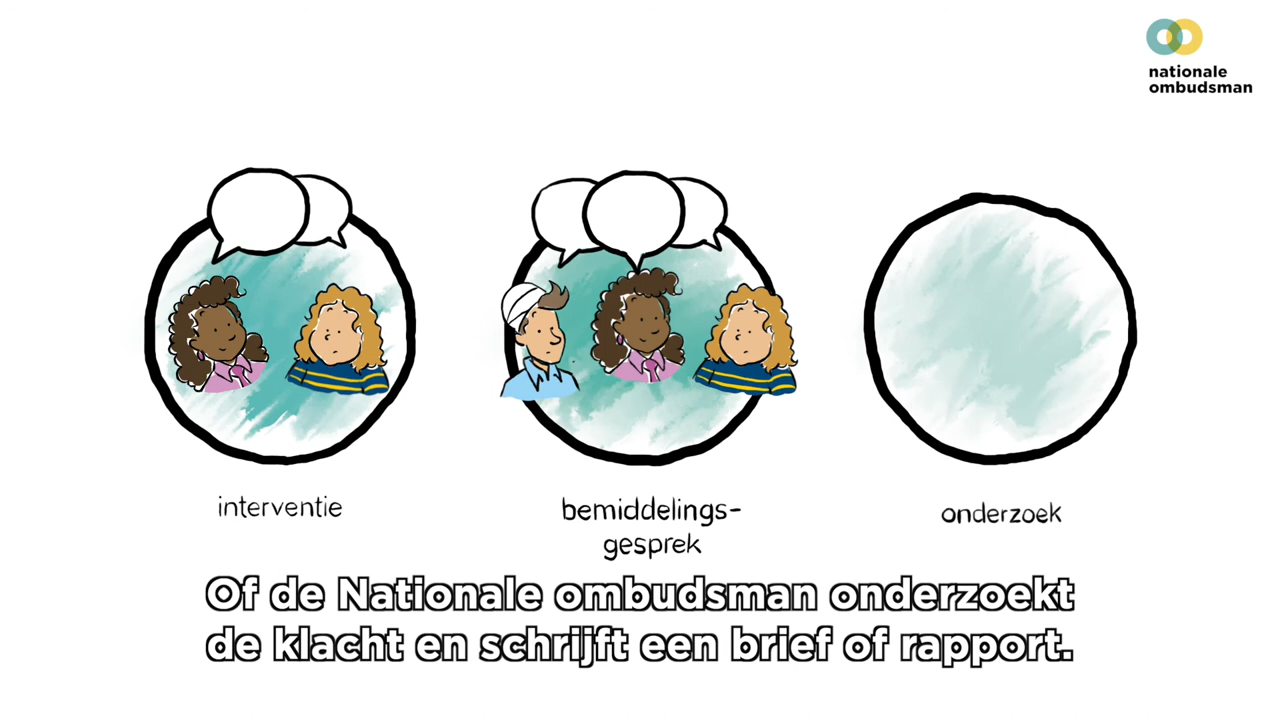 nationale
ombudsman
interventie
bemiddelings-
gesprek
onderzoek
Of de Nationale ombudsman onderzoekt
de klacht en schrijft een brief of rapport.